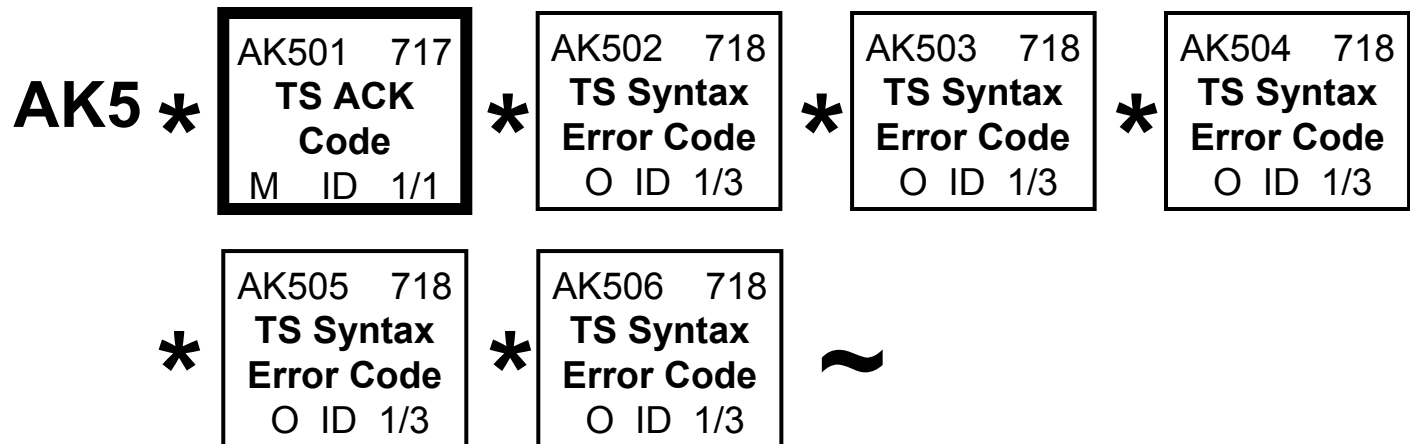 AK5 * AK501 717 * AK502 718 * AK503 718 * AK504 718
TS ACK TS Syntax TS Syntax TS Syntax
Code Error Code Error Code Error Code
M ID 1/1 O ID 1/3 O ID 1/3 O ID 1/3
* AK505 718 * AK506 718 ~
TS Syntax TS Syntax
Error Code Error Code
O ID 1/3 O ID 1/3